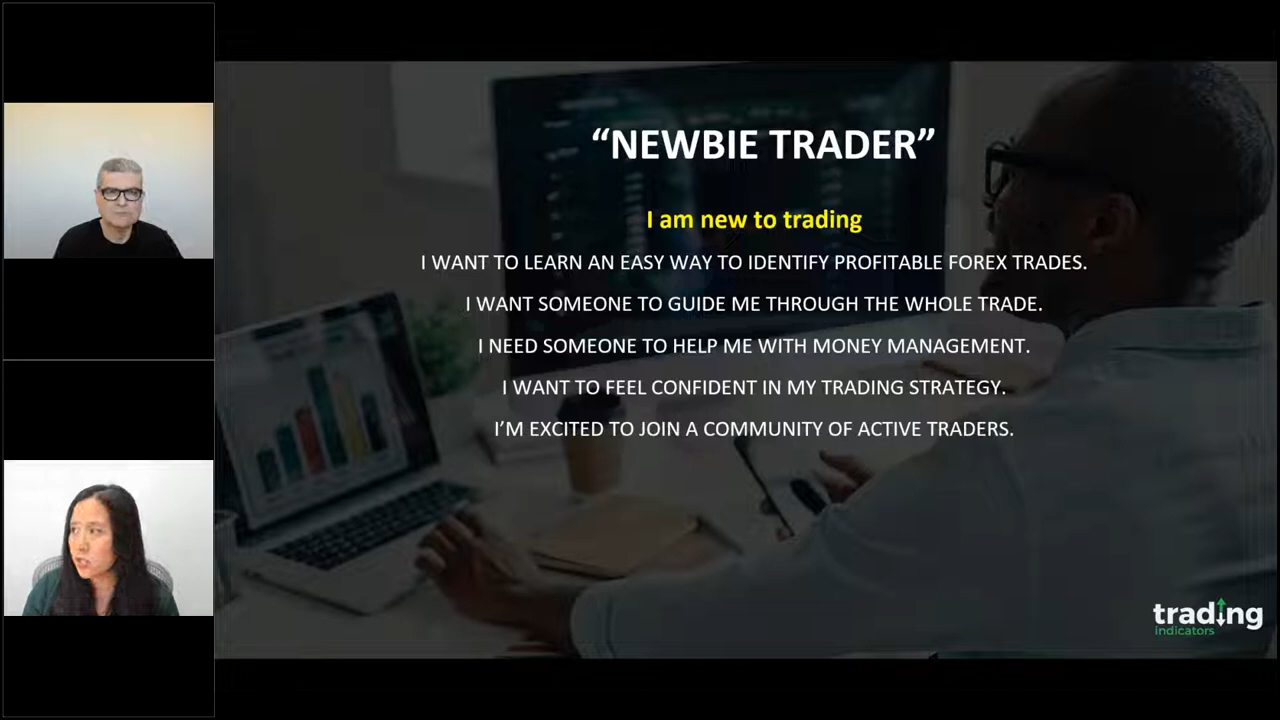 “NEWBIE TRADER”
I am new to trading
I WANT TO LEARN AN EASY WAY TO IDENTIFY PROFITABLE FOREX TRADES.
I WANT SOMEONE TO GUIDE ME THROUGH THE WHOLE TRADE.
I NEED SOMEONE TO HELP ME WITH MONEY MANAGEMENT.
I WANT TO FEEL CONFIDENT IN MY TRADING STRATEGY.
I’M EXCITED TO JOIN A COMMUNITY OF ACTIVE TRADERS.
trading
indicators